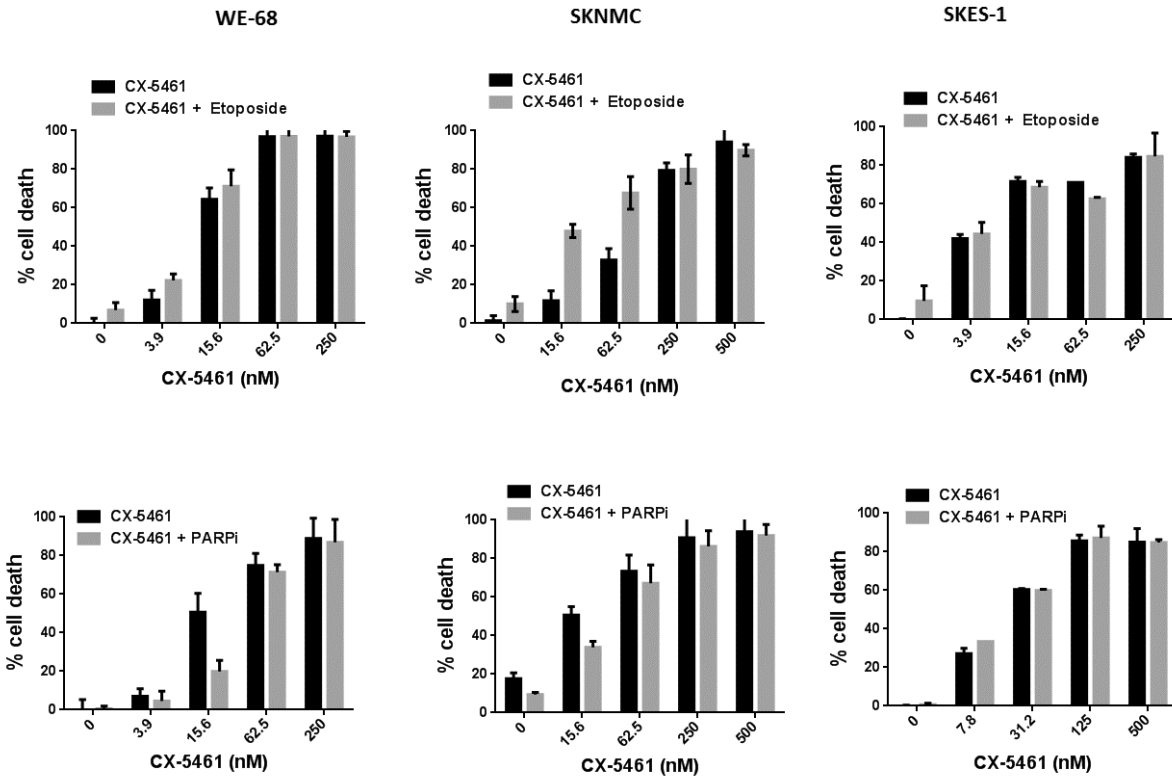 WE-68
SKNMC
SKES-1
CX-5461
CX-5461 + Etoposide
% cell death
100
80
60
40
20
0
0
3.9
15.6
62.5
250
CX-5461 (nM)
CX-5461
CX-5461 + Etoposide
% cell death
100
80
60
40
20
0
0
15.6
62.5
250
500
CX-5461 (nM)
CX-5461
CX-5461 + Etoposide
% cell death
100
80
60
40
20
0
0
3.9
15.6
62.5
250
CX-5461 (nM)
CX-5461
CX-5461 + PARPi
% cell death
100
80
60
40
20
0
0
3.9
15.6
62.5
250
CX-5461 (nM)
CX-5461
CX-5461 + PARPi
% cell death
100
80
60
40
20
0
0
15.6
62.5
250
500
CX-5461 (nM)
CX-5461
CX-5461 + PARPi
% cell death
100
80
60
40
20
0
0
7.8
31.2
125
500
CX-5461 (nM)